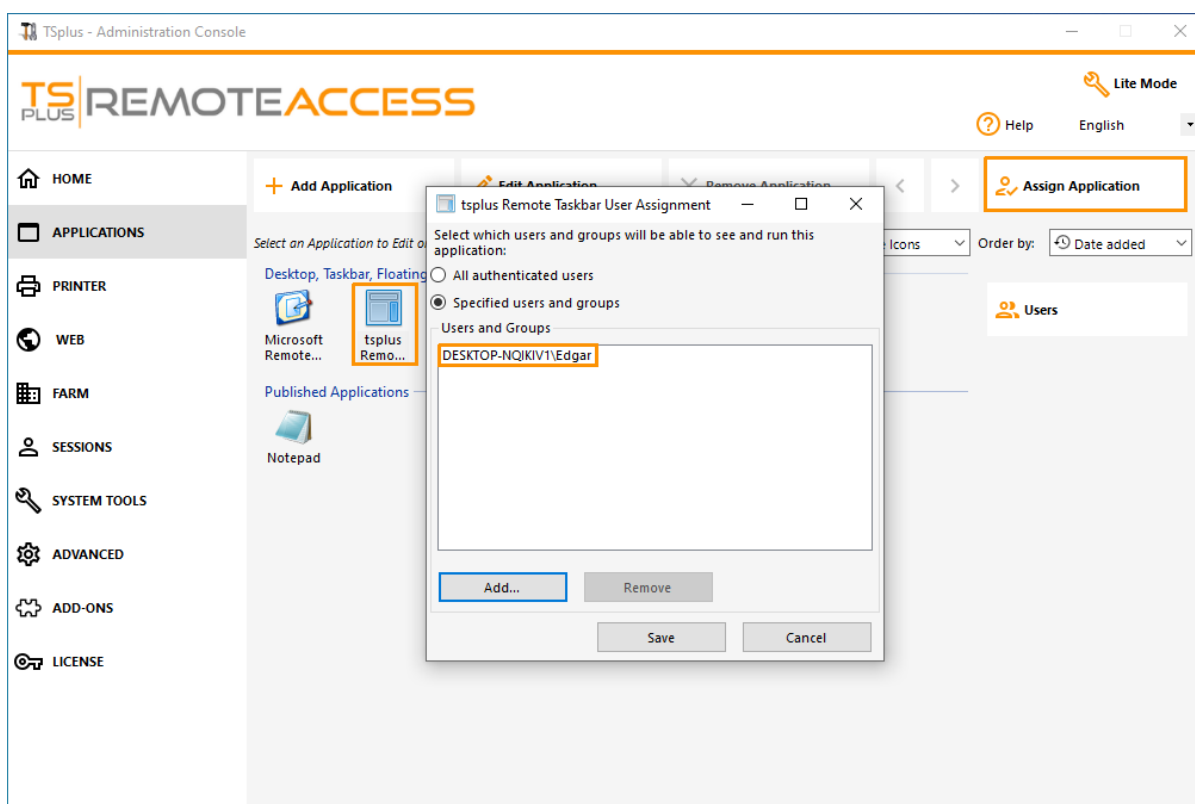 TSplus - Administration Console
TS PLUS REMOTEACCESS
Lite Mode
Help
English
HOME
APPLICATIONS
PRINTER
WEB
FARM
SESSIONS
SYSTEM TOOLS
ADVANCED
ADD-ONS
LICENSE
Add Application
Edit Application
Remove Application
Assign Application
Select an Application to Edit o
Icons
Order by:
Date added
Desktop, Taskbar, Floating
Microsoft
Remote...
tsplus
Remo...
Published Applications
Notepad
Users
tsplus Remote Taskbar User Assignment
Select which users and groups will be able to see and run this
application:
All authenticated users
Specified users and groups
Users and Groups
DESKTOP-NQIKIV1\Edgar
Add...
Remove
Save
Cancel